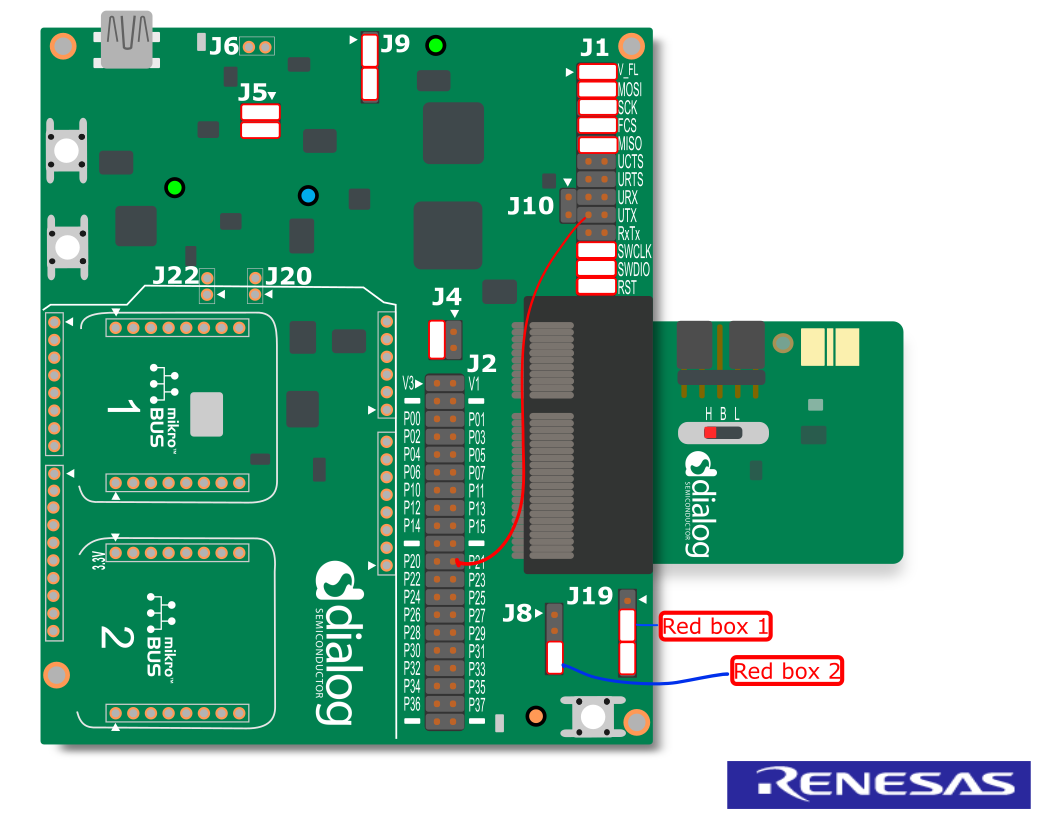 J6
J9
J1
V_FL
MOSI
SCK
FCS
MISO
UCTS
URTS
URX
UTX
RxTx
SWCLK
SWDIO
RST
J5
J10
J22
J20
J4
J2
V3 V1
P00 P01
P02 P03
P04 P05
P06 P07
P10 P11
P12 P13
P14 P15
P20 P21
P22 P23
P24 P25
P26 P27
P28 P29
P30 P31
P32 P33
P34 P35
P36 P37
1
mikro™
BUS
3.3V
2
mikro™
BUS
dialog
SEMICONDUCTOR
H B L
dialog
SEMICONDUCTOR
J8
J19
Red box 1
Red box 2
RENESAS